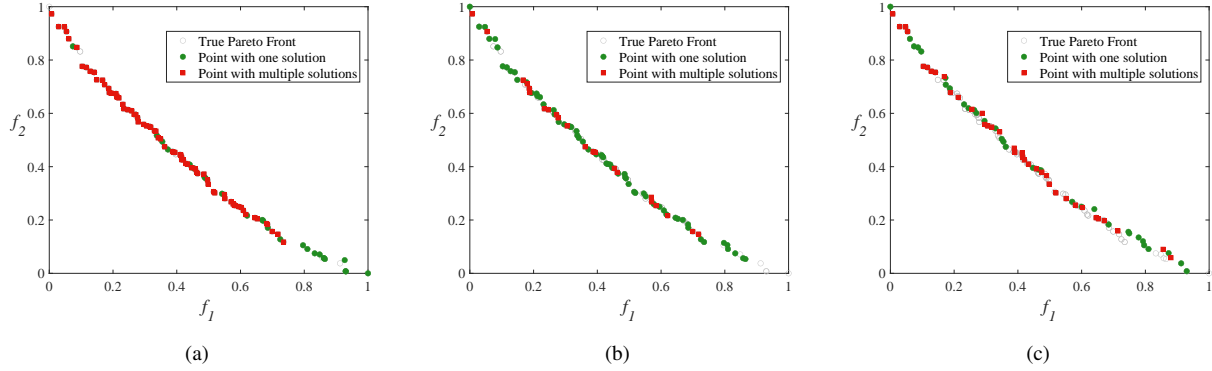 1
0.8
0.6
0.4
0.2
0
f2
0 0.2 0.4 0.6 0.8 1
f1
True Pareto Front
Point with one solution
Point with multiple solutions
(a)
1
0.8
0.6
0.4
0.2
0
f2
0 0.2 0.4 0.6 0.8 1
f1
True Pareto Front
Point with one solution
Point with multiple solutions
(b)
1
0.8
0.6
0.4
0.2
0
f2
0 0.2 0.4 0.6 0.8 1
f1
True Pareto Front
Point with one solution
Point with multiple solutions
(c)